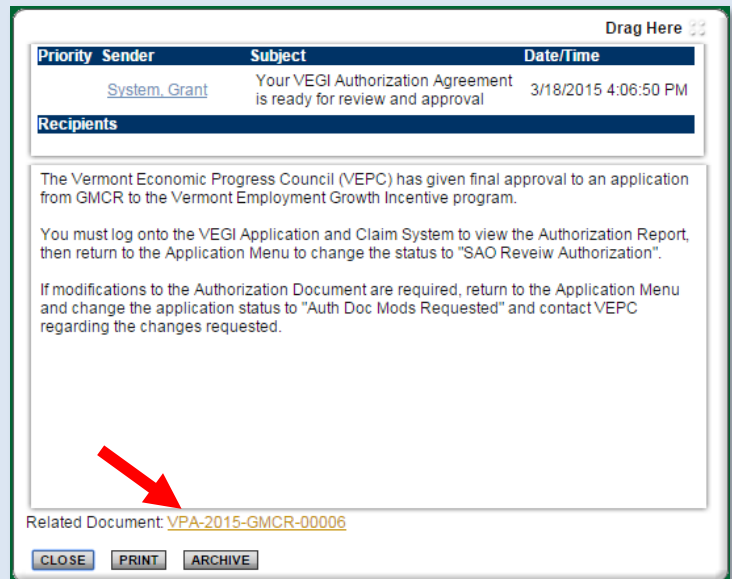 Drag Here
Priority Sender Subject Date/Time
System, Grant Your VEGI Authorization Agreement is ready for review and approval 3/18/2015 4:06:50 PM
Recipients
The Vermont Economic Progress Council (VEPC) has given final approval to an application
from GMCR to the Vermont Employment Growth Incentive program.
You must log onto the VEGI Application and Claim System to view the Authorization Report,
then return to the Application Menu to change the status to "SAO Reveiw Authorization".
If modifications to the Authorization Document are required, return to the Application Menu
and change the application status to "Auth Doc Mods Requested" and contact VEPC
regarding the changes requested.
Related Document: VPA-2015-GMCR-00006
CLOSE PRINT ARCHIVE